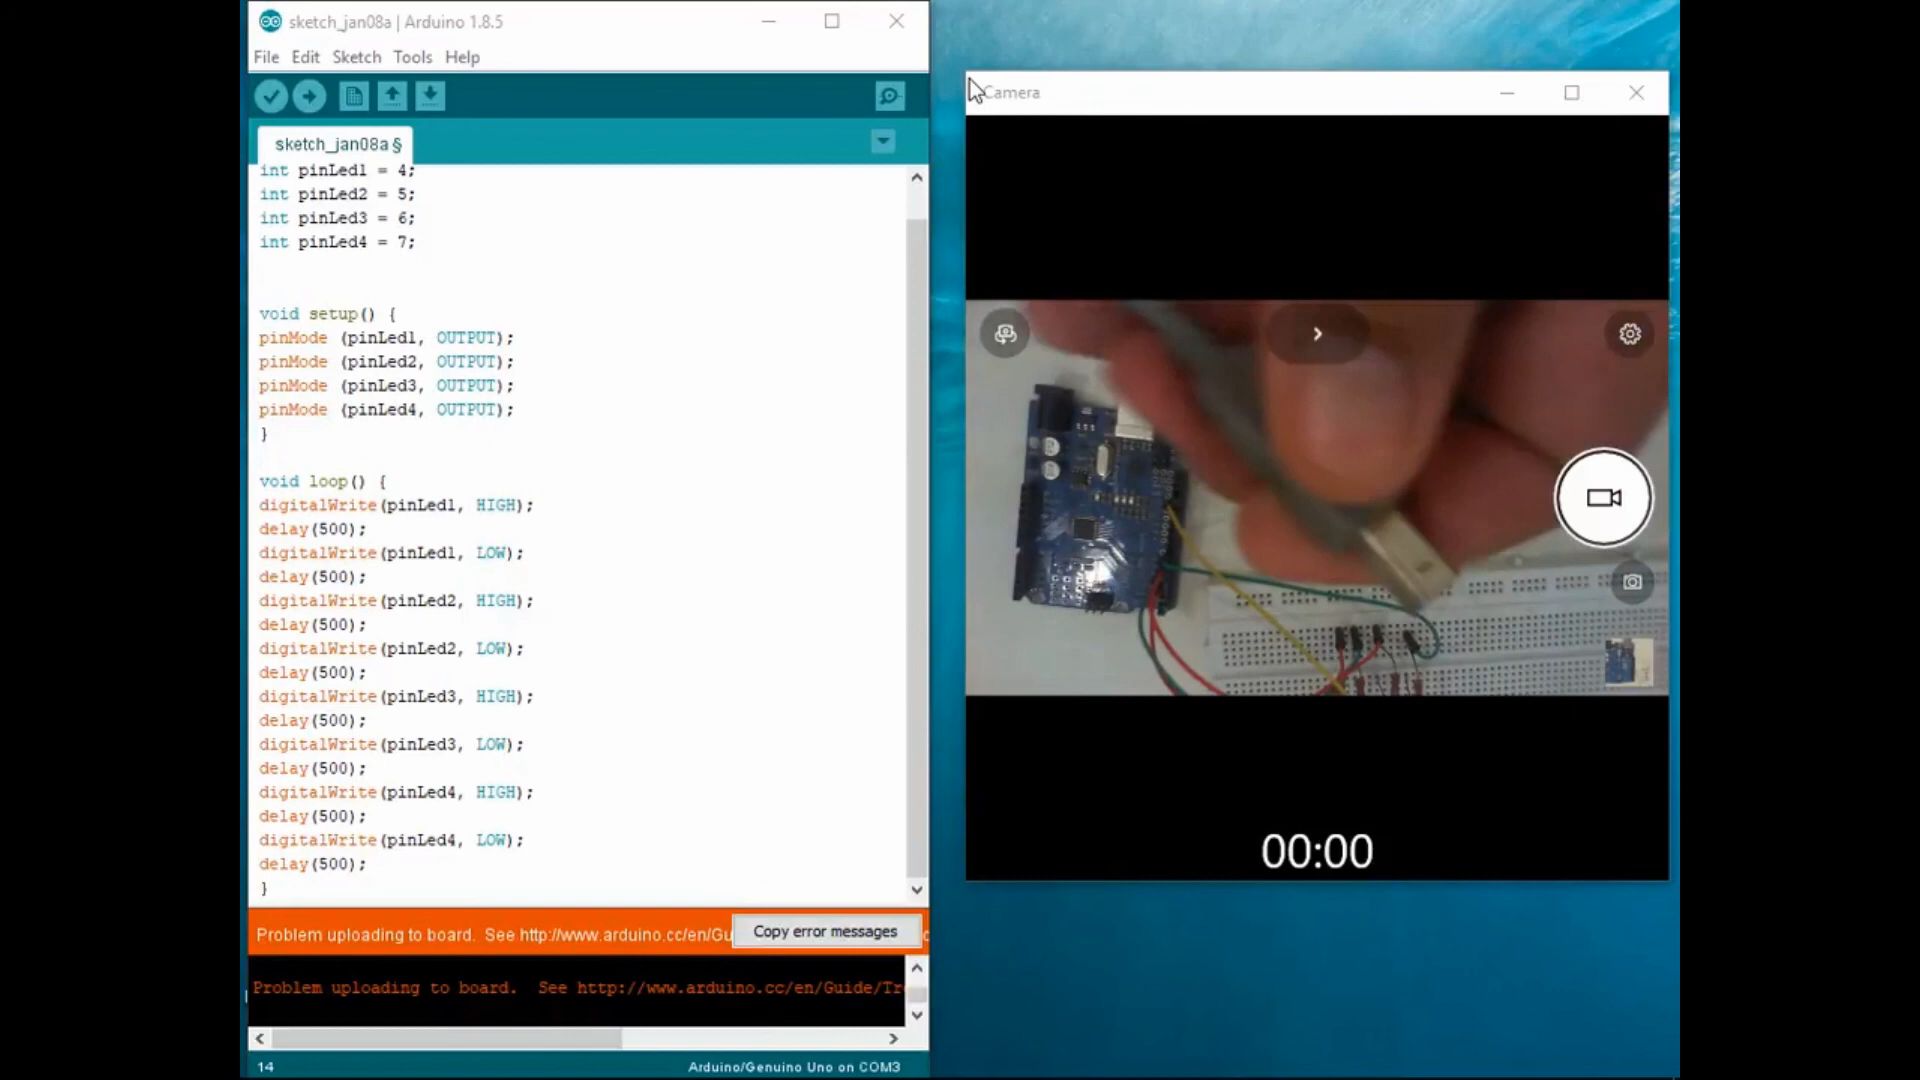 sketch_jan08a | Arduino 1.8.5
File Edit Sketch Tools Help
sketch_jan08a §
int pinLed1 = 4;
int pinLed2 = 5;
int pinLed3 = 6;
int pinLed4 = 7;
void setup() {
pinMode (pinLed1, OUTPUT);
pinMode (pinLed2, OUTPUT);
pinMode (pinLed3, OUTPUT);
pinMode (pinLed4, OUTPUT);
}
void loop() {
digitalWrite(pinLed1, HIGH);
delay(500);
digitalWrite(pinLed1, LOW);
delay(500);
digitalWrite(pinLed2, HIGH);
delay(500);
digitalWrite(pinLed2, LOW);
delay(500);
digitalWrite(pinLed3, HIGH);
delay(500);
digitalWrite(pinLed3, LOW);
delay(500);
digitalWrite(pinLed4, HIGH);
delay(500);
digitalWrite(pinLed4, LOW);
delay(500);
}
Problem uploading to board. See http://www.arduino.cc/en/Gu
Copy error messages
Problem uploading to board. See http://www.arduino.cc/en/Guide/Tr
14
Arduino/Genuino Uno on COM3
Camera
00:00